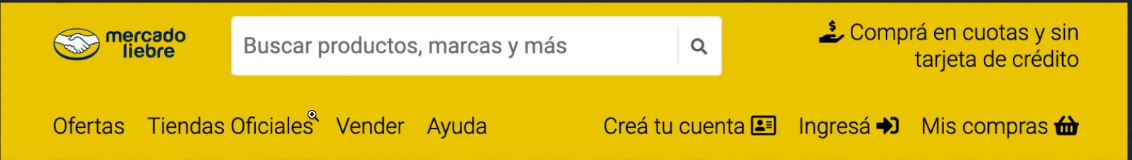 mercado
liebre
Buscar productos, marcas y más
Comprá en cuotas y sin
tarjeta de crédito
Ofertas Tiendas Oficiales Vender Ayuda Creá tu cuenta Ingresá Mis compras